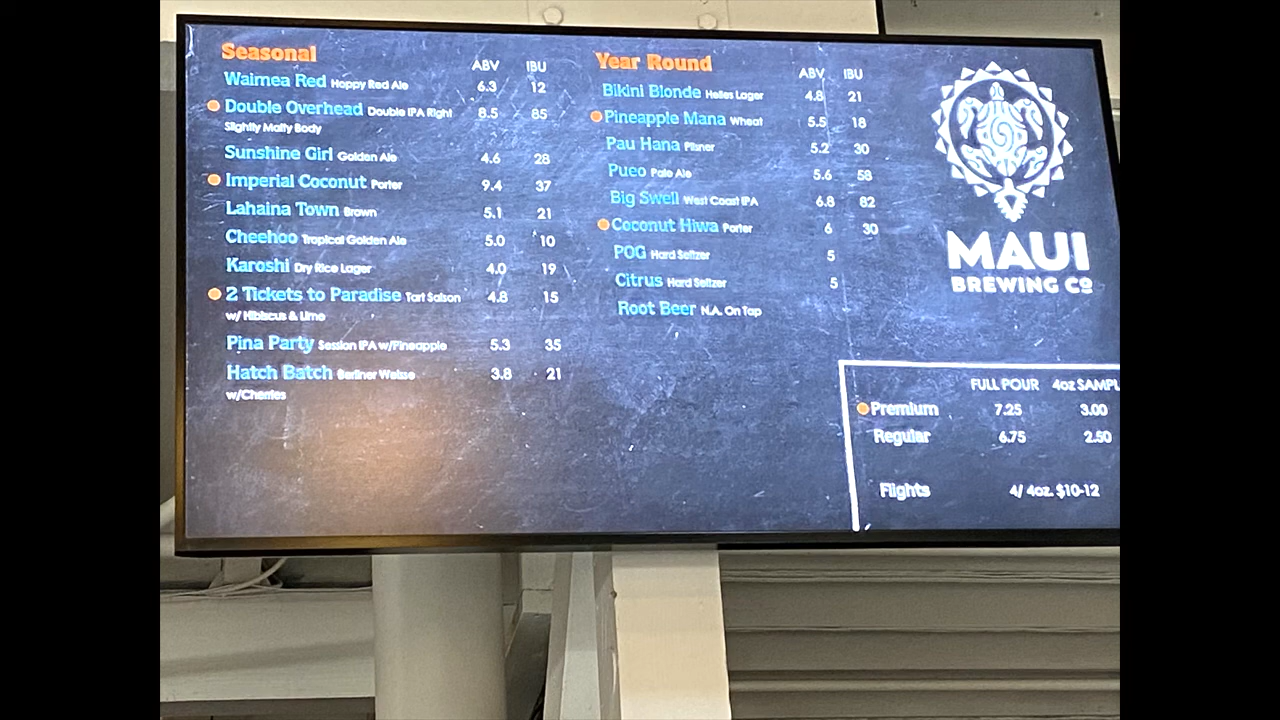 Seasonal ABV IBU
Waimea Red Hoppy Red Ale 6.3 12
Double Overhead Double IPA Right 8.5 85
Slightly Malty Body
Sunshine Girl Golden Ale 4.6 28
Imperial Coconut Porter 9.4 37
Lahaina Town Brown 5.1 21
Cheehoo Tropical Golden Ale 5.0 10
Karoshi Dry Rice Lager 4.0 19
2 Tickets to Paradise Tart Saison 4.8 15
w/ Hibiscus & Lime
Pina Party Session IPA w/Pineapple 5.3 35
Hatch Batch Berliner Weisse 3.8 21
w/Cherries
Year Round ABV IBU
Bikini Blonde Helles Lager 4.8 21
Pineapple Mana Wheat 5.5 18
Pau Hana Pilsner 5.2 30
Pueo Pale Ale 5.6 58
Big Swell West Coast IPA 6.8 82
Coconut Hiwa Porter 6 30
POG Hard Seltzer 5
Citrus Hard Seltzer 5
Root Beer N.A. On Tap
MAUI
BREWING CO
FULL POUR 4oz SAMPL
Premium 7.25 3.00
Regular 6.75 2.50
Flights 4/ 4oz. $10-12